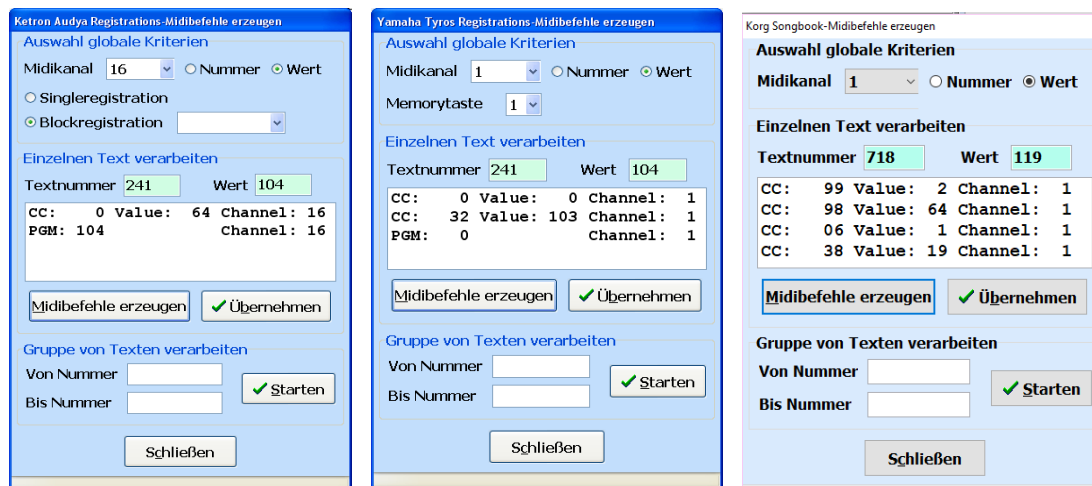 Ketron Audya Registrations-Midibefehle erzeugen
Auswahl globale Kriterien
Midikanal 16 Nummer Wert
Singleregistration
Blockregistration
Einzelnen Text verarbeiten
Textnummer 241 Wert 104
CC: 0 Value: 64 Channel: 16
PGM: 104 Channel: 16
Midibefehle erzeugen Übernehmen
Gruppe von Texten verarbeiten
Von Nummer
Bis Nummer
Starten
Schließen
Yamaha Tyros Registrations-Midibefehle erzeugen
Auswahl globale Kriterien
Midikanal 1 Nummer Wert
Memorytaste 1
Einzelnen Text verarbeiten
Textnummer 241 Wert 104
CC: 0 Value: 0 Channel: 1
CC: 32 Value: 103 Channel: 1
PGM: 0 Channel: 1
Midibefehle erzeugen Übernehmen
Gruppe von Texten verarbeiten
Von Nummer
Bis Nummer
Starten
Schließen
Korg Songbook-Midibefehle erzeugen
Auswahl globale Kriterien
Midikanal 1 Nummer Wert
Einzelnen Text verarbeiten
Textnummer 718 Wert 119
CC: 99 Value: 2 Channel: 1
CC: 98 Value: 64 Channel: 1
CC: 06 Value: 1 Channel: 1
CC: 38 Value: 19 Channel: 1
Midibefehle erzeugen Übernehmen
Gruppe von Texten verarbeiten
Von Nummer
Bis Nummer
Starten
Schließen